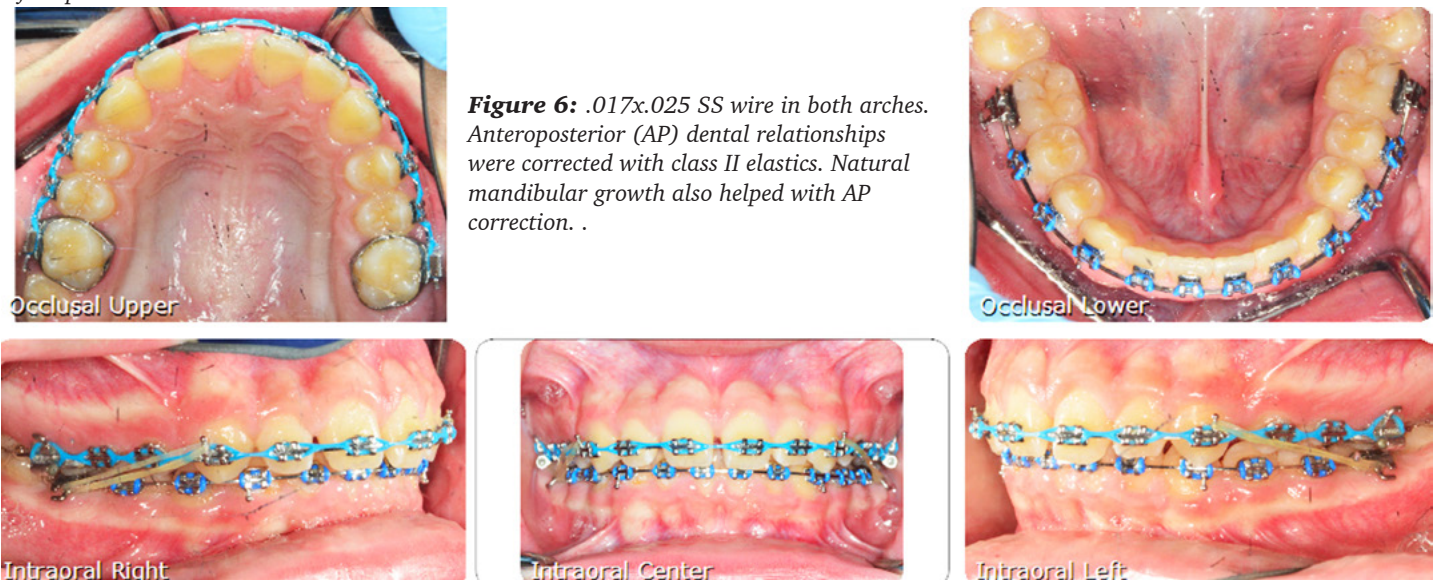 Occlusal Upper
Figure 6: .017x.025 SS wire in both arches.
Anteroposterior (AP) dental relationships
were corrected with class II elastics. Natural
mandibular growth also helped with AP
correction. .
Occlusal Lower
Intraoral Right
Intraoral Center
Intraoral Left